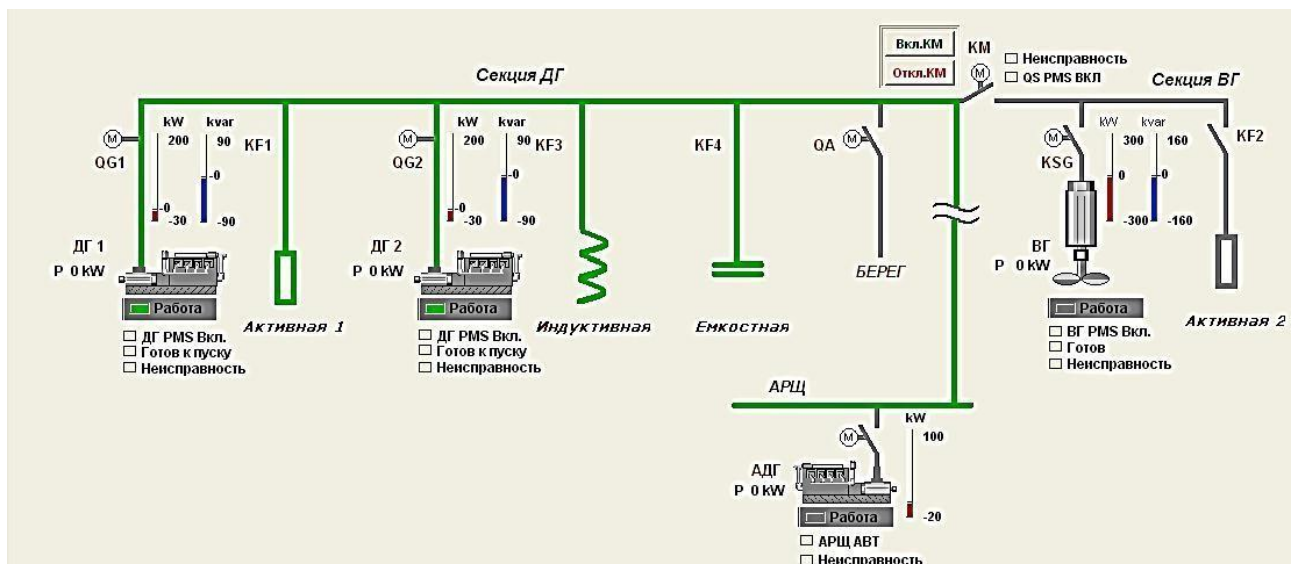 Вкл.КМ
КМ
Откл.КМ
Неисправность
QS PMS ВКЛ
Секция ДГ
Секция ВГ
kW
kvar
200
90
KF1
QG1
-0
-0
-30
-90
kW
kvar
200
90
KF3
QG2
-0
-0
-30
-90
KF4
QA
kW
kvar
300
160
KSG
KF2
0
0
-300
-160
ДГ 1
P 0 kW
Работа
ДГ PMS Вкл.
Готов к пуску
Неисправность
Активная 1
ДГ 2
P 0 kW
Работа
ДГ PMS Вкл.
Готов к пуску
Неисправность
Индуктивная
Емкостная
БЕРЕГ
ВГ
P 0 kW
Работа
ВГ PMS Вкл.
Готов
Неисправность
Активная 2
АРЩ
kW
100
M
АДГ
P 0 kW
-20
Работа
АРЩ АВТ
Неисправность
M
M
M
M
M